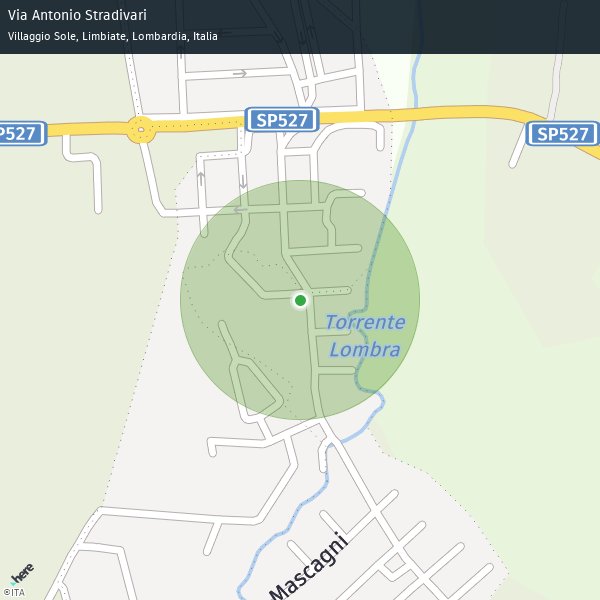 Via Antonio Stradivari
Villaggio Sole, Limbiate, Lombardia, Italia
SP527
SP527
SP527
Torrente
Lombra
Mascagni
here
©ITA